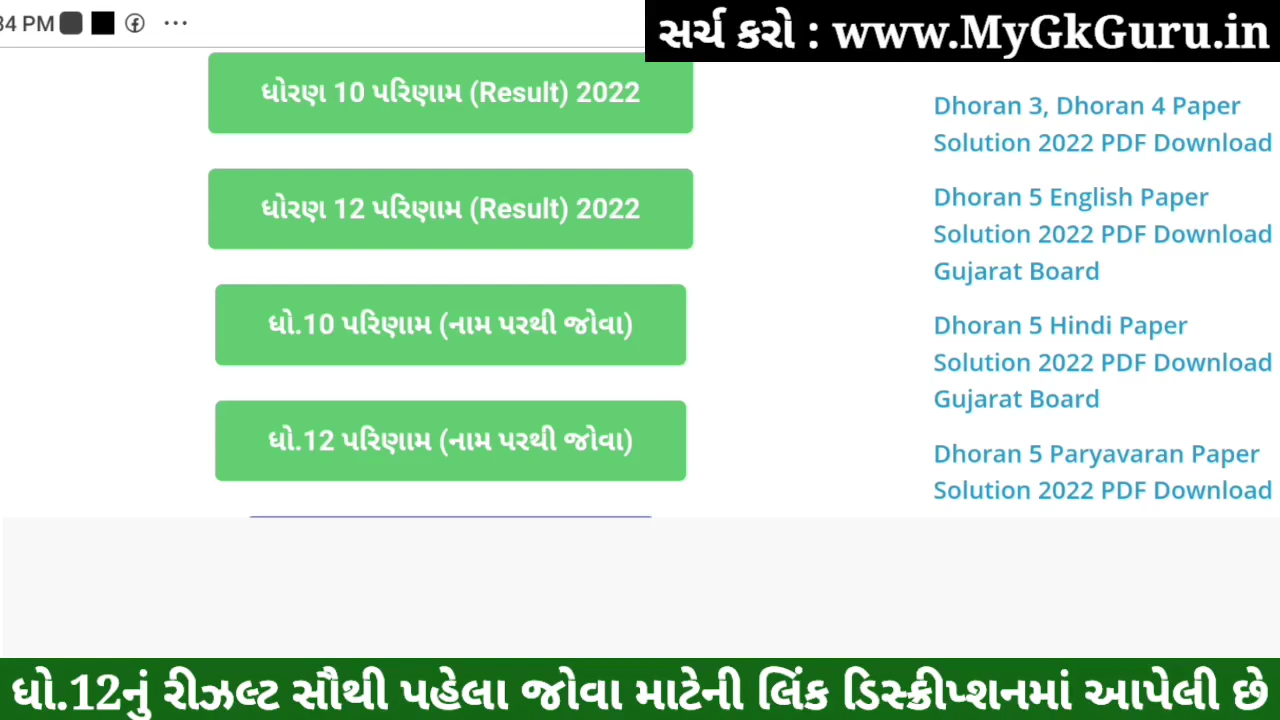 34 PM
સર્ચ કરો : www.MyGkGuru.in
ધોરણ 10 પરિણામ (Result) 2022
ધોરણ 12 પરિણામ (Result) 2022
ધો.10 પરિણામ (નામ પરથી જોવા)
ધો.12 પરિણામ (નામ પરથી જોવા)
Dhoran 3, Dhoran 4 Paper
Solution 2022 PDF Download
Dhoran 5 English Paper
Solution 2022 PDF Download
Gujarat Board
Dhoran 5 Hindi Paper
Solution 2022 PDF Download
Gujarat Board
Dhoran 5 Paryavaran Paper
Solution 2022 PDF Download
ધો.12નું રીઝલ્ટ સૌથી પહેલા જોવા માટેની લિંક ડિસ્ક્રીપ્શનમાં આપેલી છે